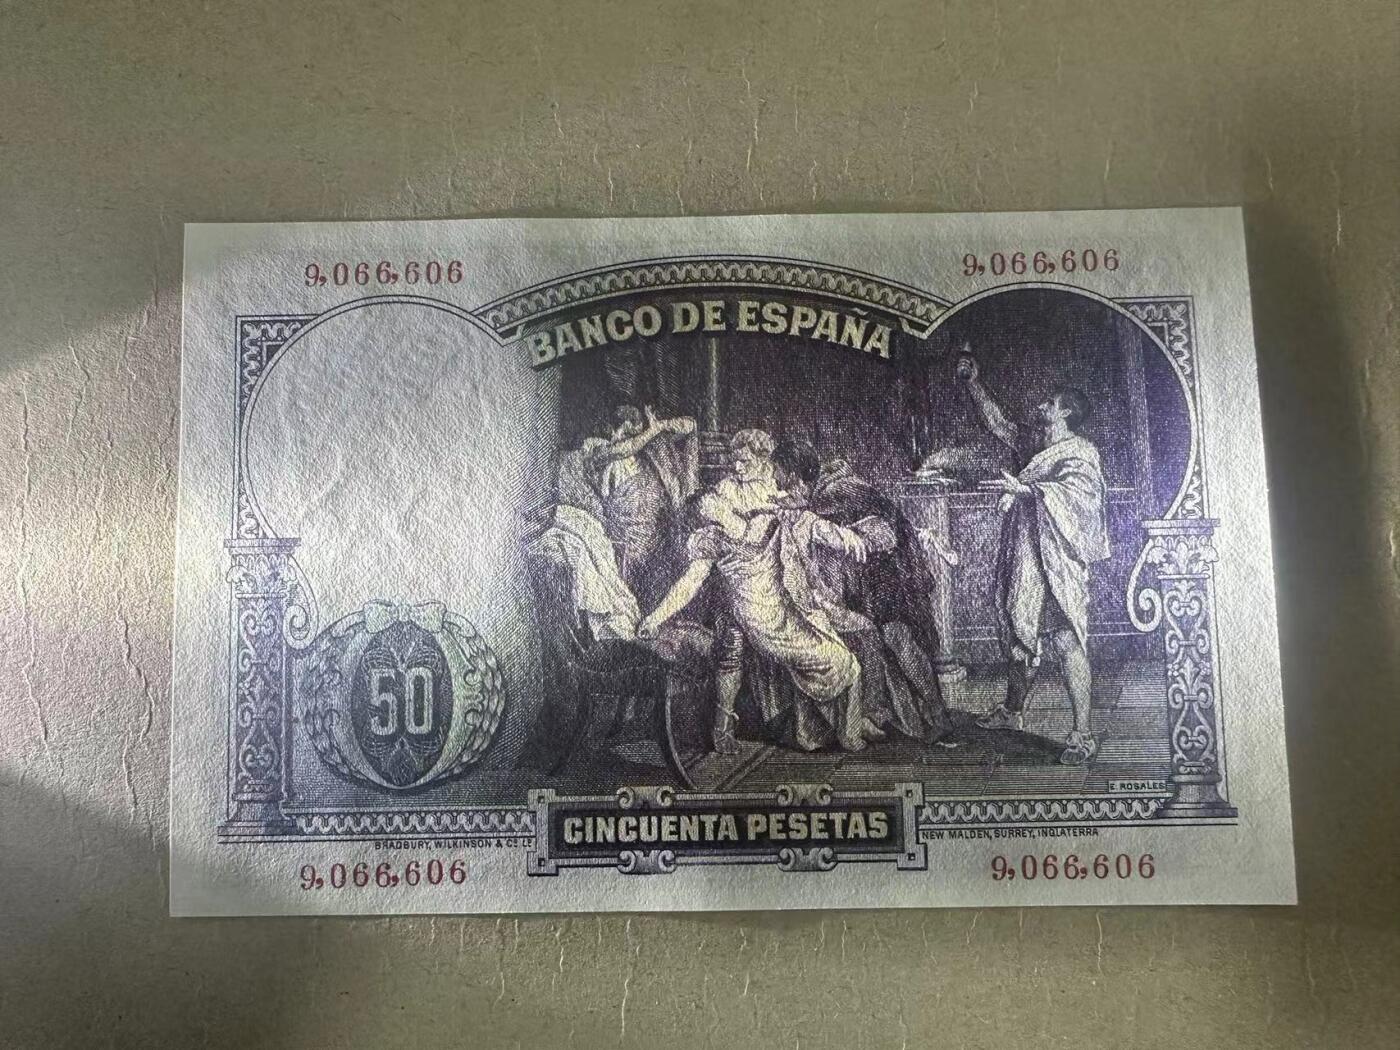 9,066,606
9,066,606
BANCO DE ESPAÑA
50
E. ROSALES
CINCUENTA PESETAS
BRADBURY, WILKINSON & Cº Lº
NEW MALDEN, SURREY, INGLATERRA
9,066,606
9,066,606